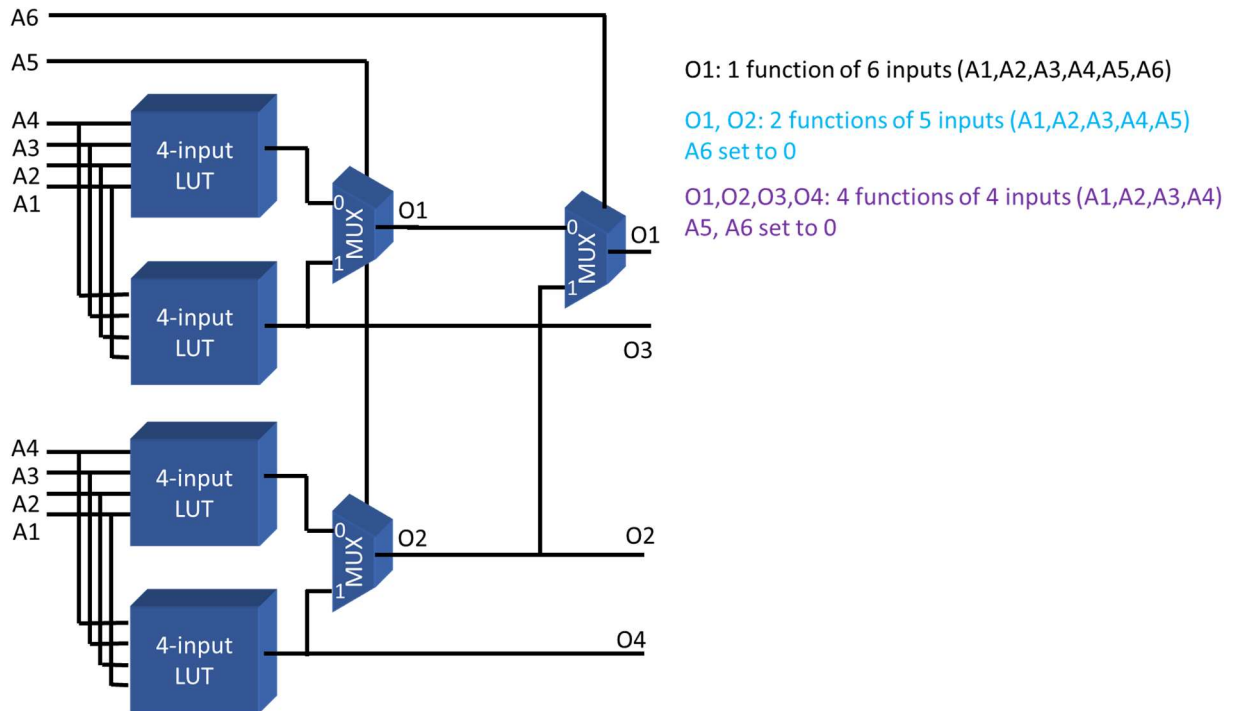 A6
A5
A4
A3
A2
A1
4-input
LUT
4-input
LUT
0
MUX
1
O1
0
MUX
1
O1
O3
A4
A3
A2
A1
4-input
LUT
4-input
LUT
0
MUX
1
O2
O2
O4
O1: 1 function of 6 inputs (A1,A2,A3,A4,A5,A6)
O1, O2: 2 functions of 5 inputs (A1,A2,A3,A4,A5)
A6 set to 0
O1,O2,O3,O4: 4 functions of 4 inputs (A1,A2,A3,A4)
A5, A6 set to 0